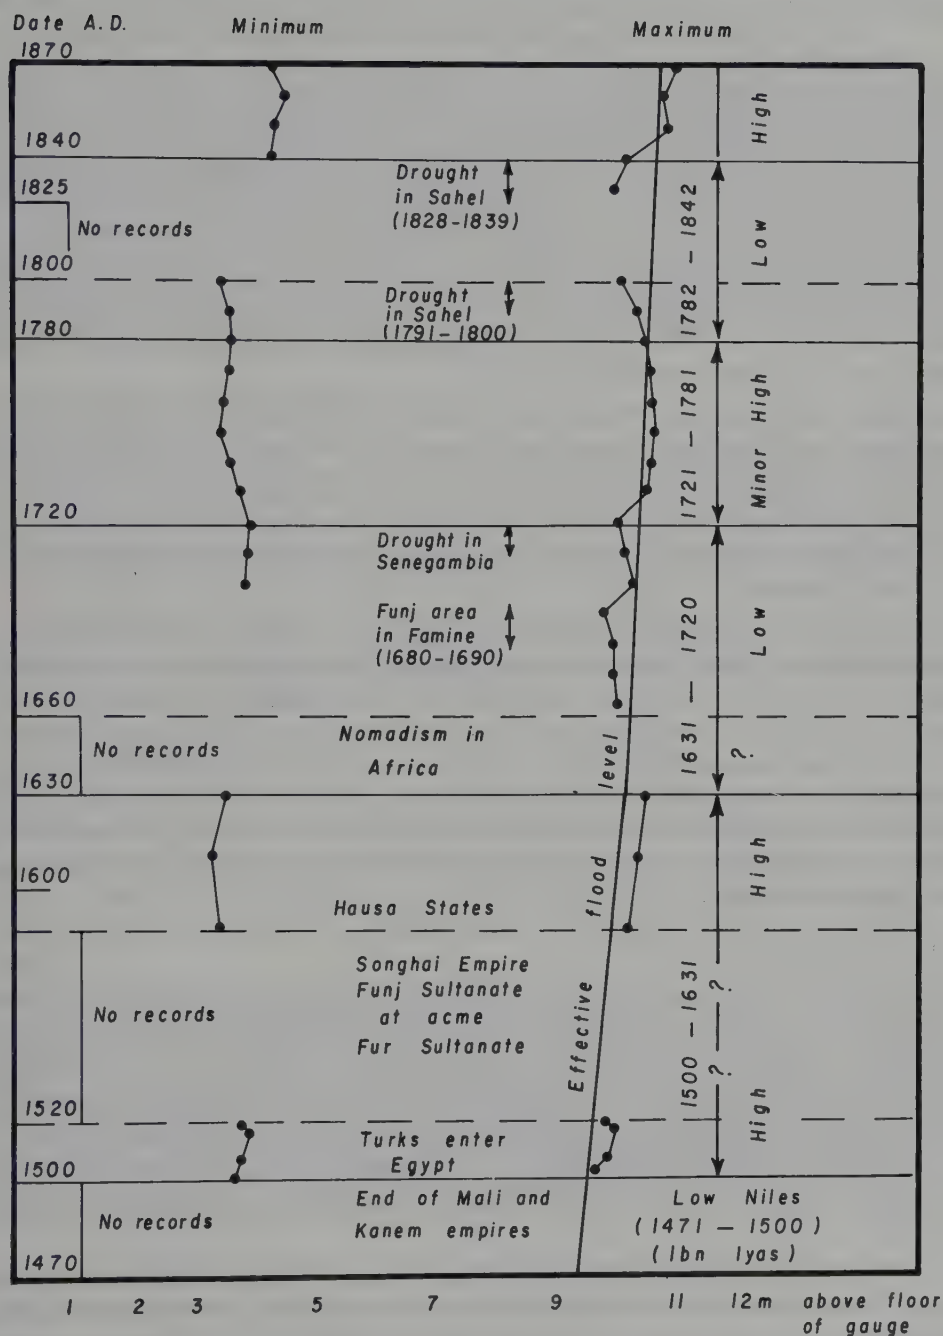 Date A.D. Minimum Maximum
1870
1840
1825
No records
1800
1780
1720
1660
No records
1630
1600
No records
1520
1500
No records
1470
Drought
in Sahel
(1828-1839)
Drought
in Sahel
(1791-1800)
Drought in
Senegambia
Funj area
in Famine
(1680-1690)
Nomadism in
Africa
Hausa States
Songhai Empire
Funj Sultanate
at acme
Fur Sultanate
Turks enter
Egypt
End of Mali and
Kanem empires
Effective flood level
High
1782 - 1842
Low
1721 - 1781
Minor High
1631 - 1720
Low
?
High
1500 - 1631
?
?
High
Low Niles
(1471 - 1500)
(Ibn Iyas)
1 2 3 5 7 9 11 12m above floor
of gauge